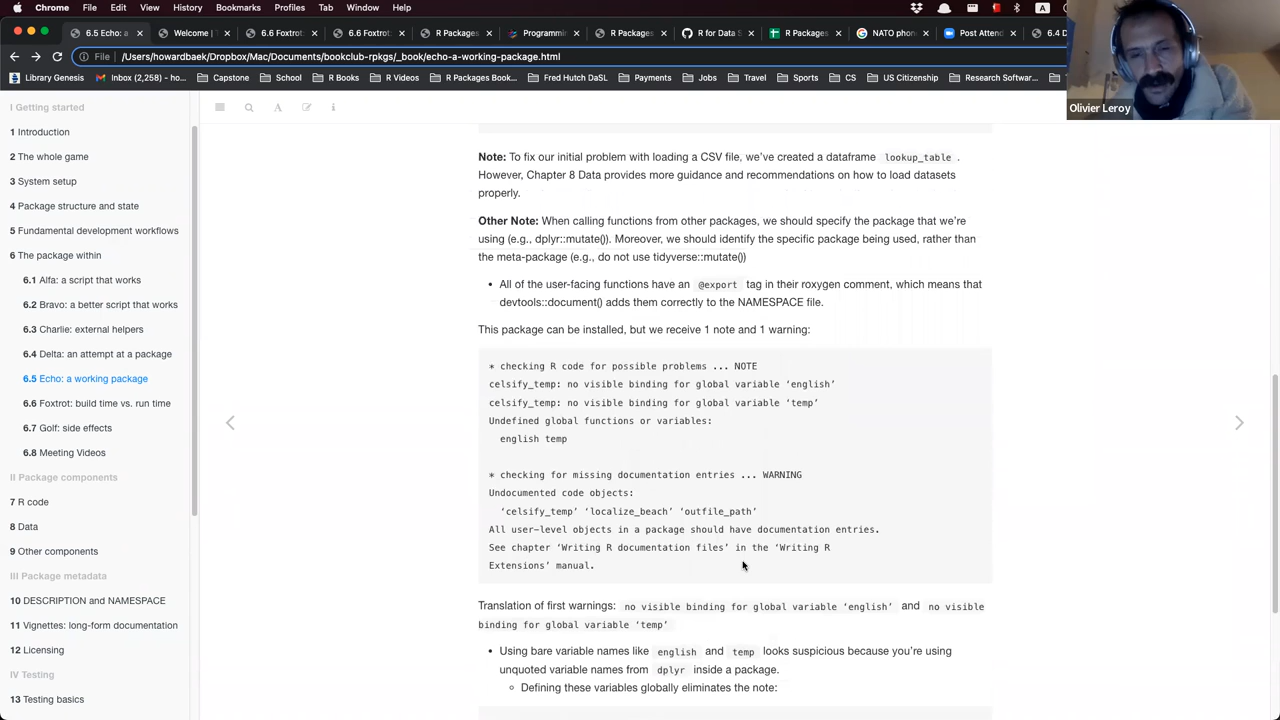 Chrome File Edit View History Bookmarks Profiles Tab Window Help
6.5 Echo: a
Welcome | T
6.6 Foxtrot:
6.6 Foxtrot:
R Packages
Programmin
R Packages
R for Data S
R Packages
NATO phone
Post Attend
6.4 D
File /Users/howardbaek/Dropbox/Mac/Documents/bookclub-rpkgs/_book/echo-a-working-package.html
Library Genesis Inbox (2,258) - ho... Capstone School R Books R Videos R Packages Book... Fred Hutch DaSL Payments Jobs Travel Sports CS US Citizenship Research Softwar...
Olivier Leroy
I Getting started
1 Introduction
2 The whole game
3 System setup
4 Package structure and state
5 Fundamental development workflows
6 The package within
6.1 Alfa: a script that works
6.2 Bravo: a better script that works
6.3 Charlie: external helpers
6.4 Delta: an attempt at a package
6.5 Echo: a working package
6.6 Foxtrot: build time vs. run time
6.7 Golf: side effects
6.8 Meeting Videos
II Package components
7 R code
8 Data
9 Other components
III Package metadata
10 DESCRIPTION and NAMESPACE
11 Vignettes: long-form documentation
12 Licensing
IV Testing
13 Testing basics
Note: To fix our initial problem with loading a CSV file, we've created a dataframe lookup_table .
However, Chapter 8 Data provides more guidance and recommendations on how to load datasets
properly.
Other Note: When calling functions from other packages, we should specify the package that we're
using (e.g., dplyr::mutate()). Moreover, we should identify the specific package being used, rather than
the meta-package (e.g., do not use tidyverse::mutate())
• All of the user-facing functions have an @export tag in their roxygen comment, which means that
devtools::document() adds them correctly to the NAMESPACE file.
This package can be installed, but we receive 1 note and 1 warning:
* checking R code for possible problems ... NOTE
celsify_temp: no visible binding for global variable ‘english’
celsify_temp: no visible binding for global variable ‘temp’
Undefined global functions or variables:
english temp
* checking for missing documentation entries ... WARNING
Undocumented code objects:
‘celsify_temp’ ‘localize_beach’ ‘outfile_path’
All user-level objects in a package should have documentation entries.
See chapter ‘Writing R documentation files’ in the ‘Writing R
Extensions’ manual.
Translation of first warnings: no visible binding for global variable ‘english’ and no visible
binding for global variable ‘temp’
• Using bare variable names like english and temp looks suspicious because you're using
unquoted variable names from dplyr inside a package.
○ Defining these variables globally eliminates the note: